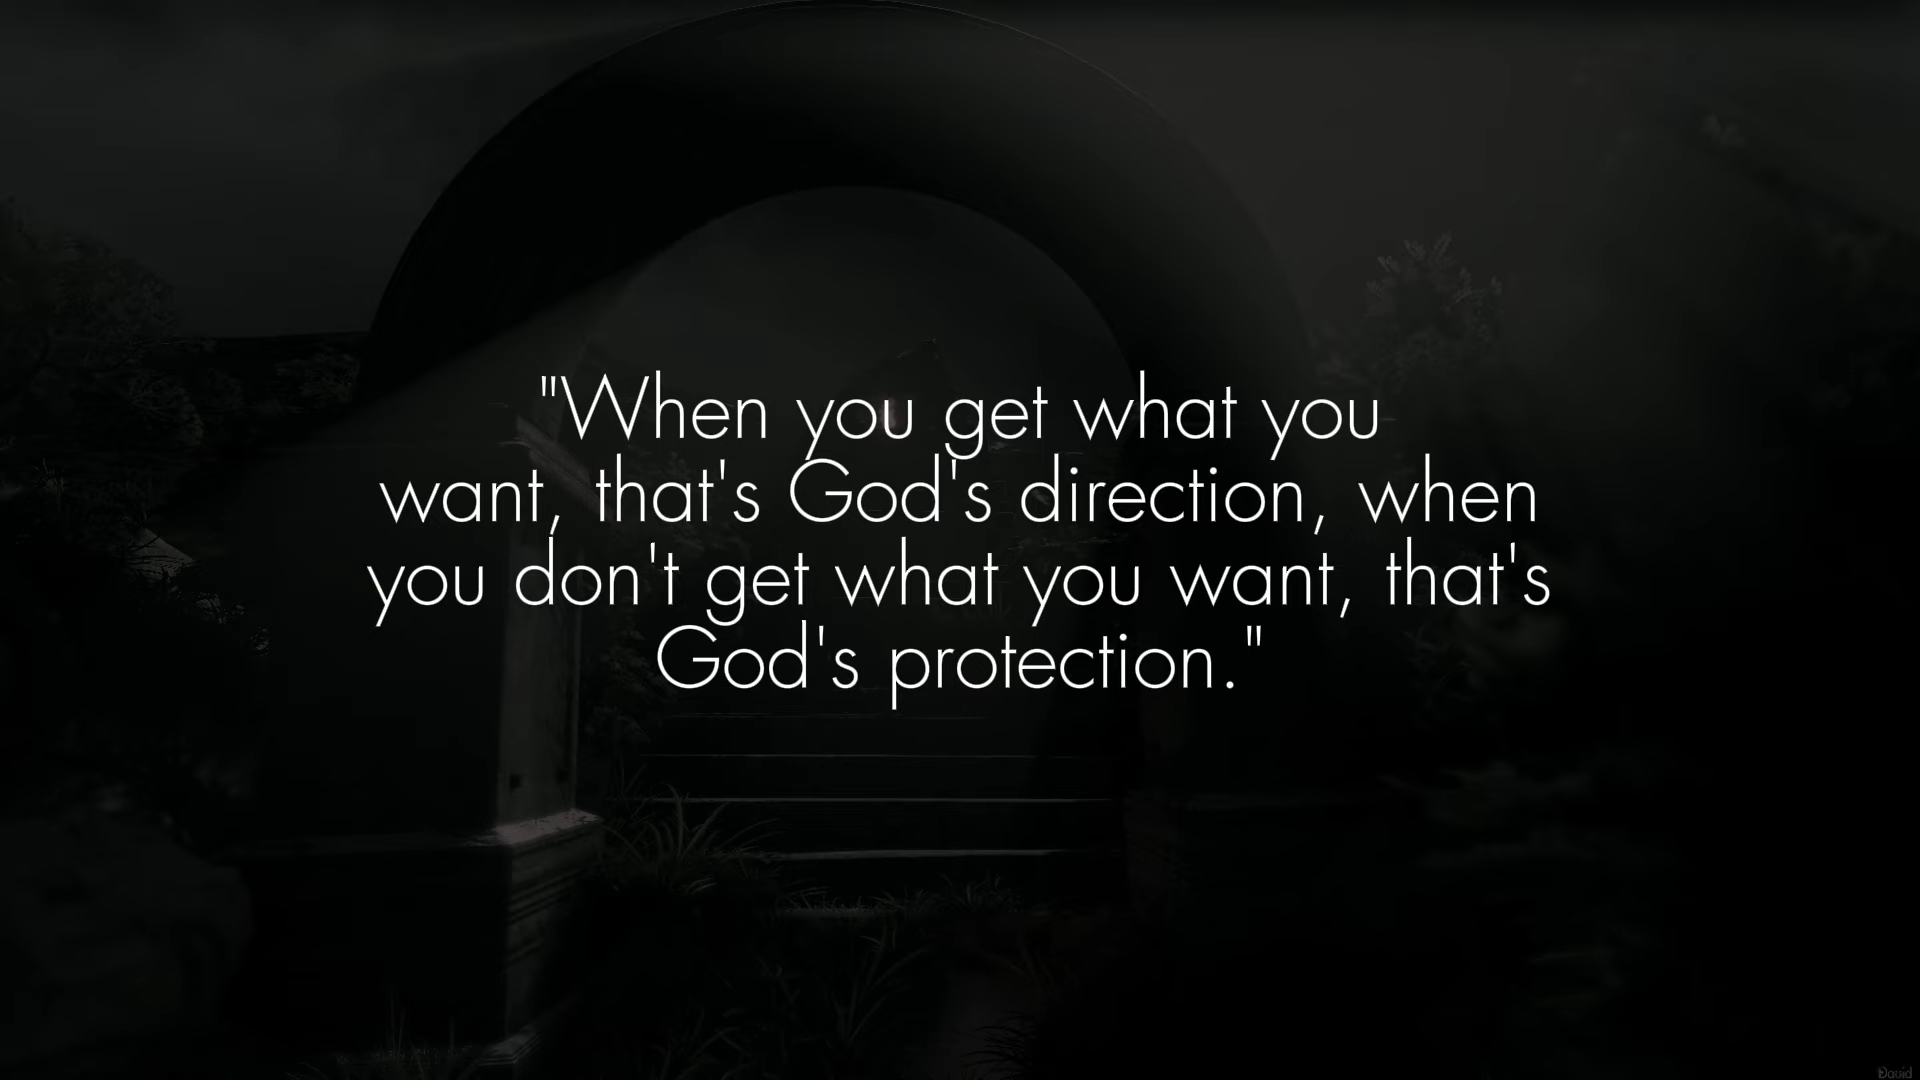 "When you get what you
want, that's God's direction, when
you don't get what you want, that's
God's protection."
David